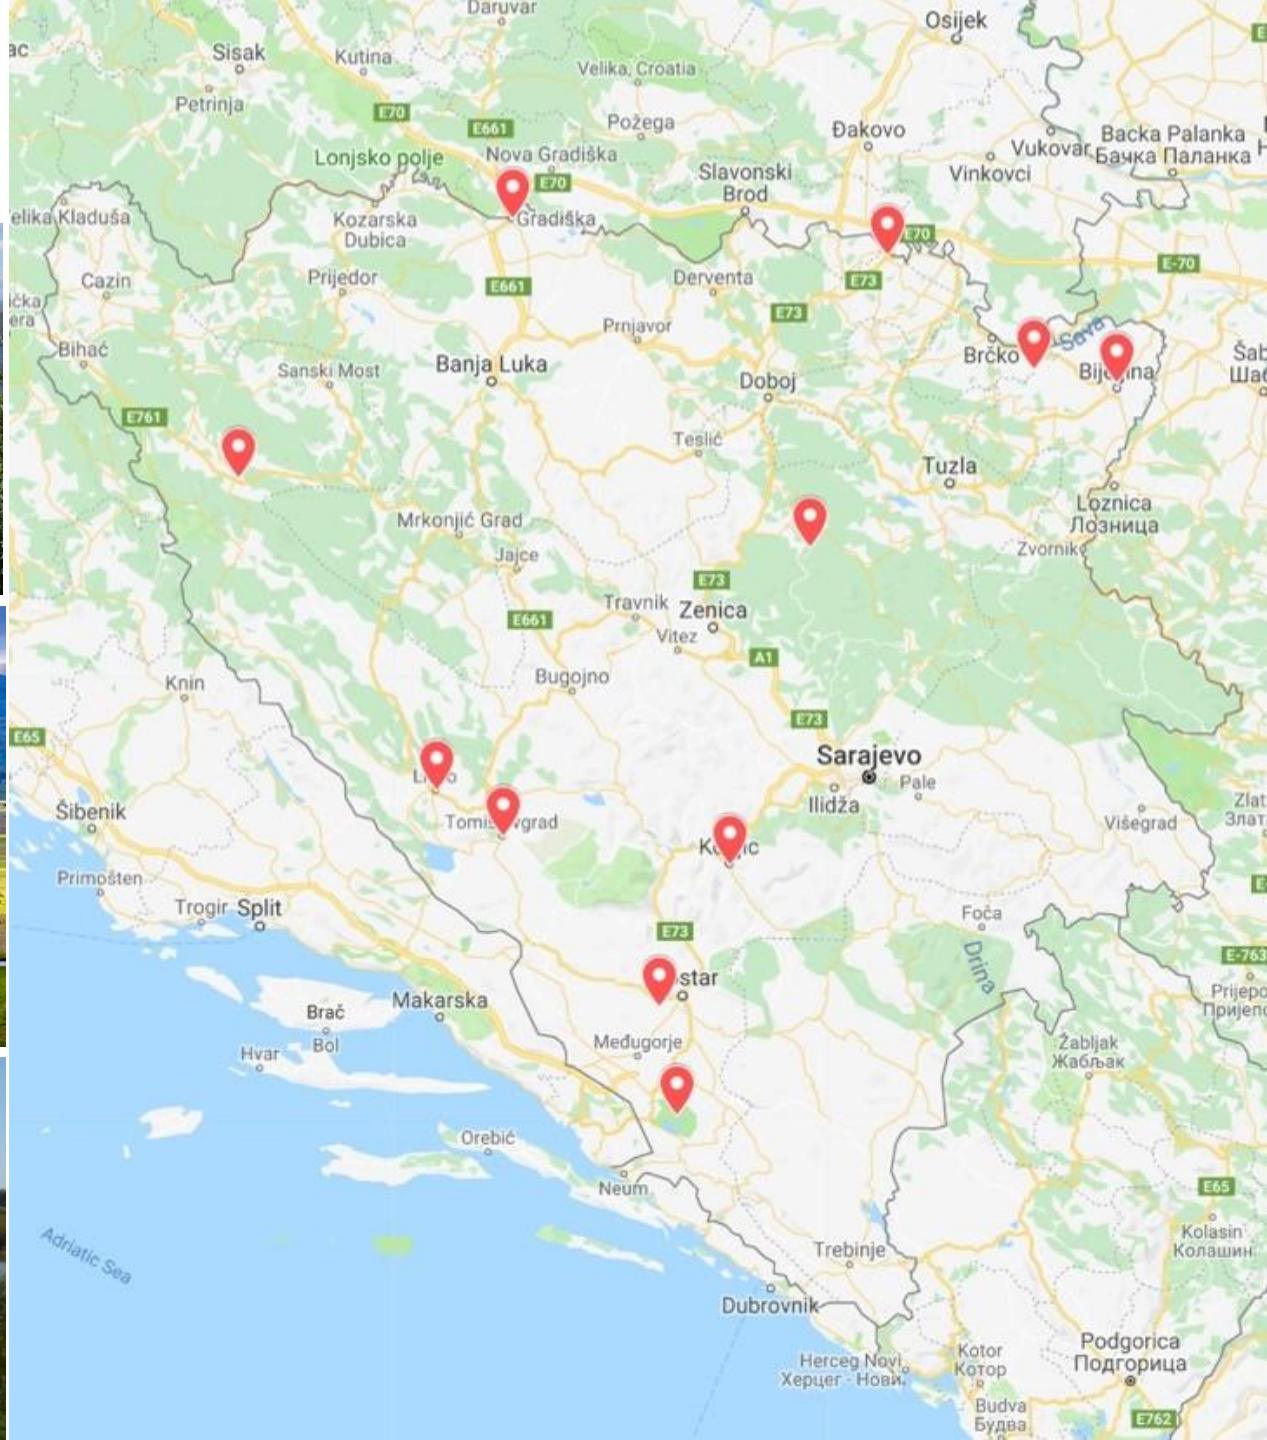 Daruvar
Osijek
ac
Sisak
Kutina
Velika, Croatia
Petrinja
E70
E661
Požega
Đakovo
Vukovar
Backa Palanka
Бачка Паланка
Lonjsko polje
Nova Gradiška
E70
Slavonski
Brod
Vinkovci
elika Kladuša
Kozarska
Dubica
Gradiška
E70
E-70
Cazin
Prijedor
E661
Derventa
E73
E73
Prnjavor
Sava
Bihać
Sanski Most
Banja Luka
Doboj
Brčko
E761
Teslić
Tuzla
Loznica
Лозница
Mrkonjić Grad
Jajce
Zvornik
E73
Travnik
Zenica
E661
Vitez
A1
Bugojno
Knin
E73
E65
Sarajevo
Pale
Ilidža
Šibenik
Višegrad
Primošten
Trogir
Split
Foča
E73
Drina
E-763
star
Makarska
Brač
Bol
Hvar
Međugorje
Žabljak
Жабљак
Orebić
Neum
E65
Kolasin
Колашин
Adriatic Sea
Trebinje
Dubrovnik
Podgorica
Подгорица
Herceg Novi
Херцег - Нови
Kotor
Котор
Budva
Будва
E762